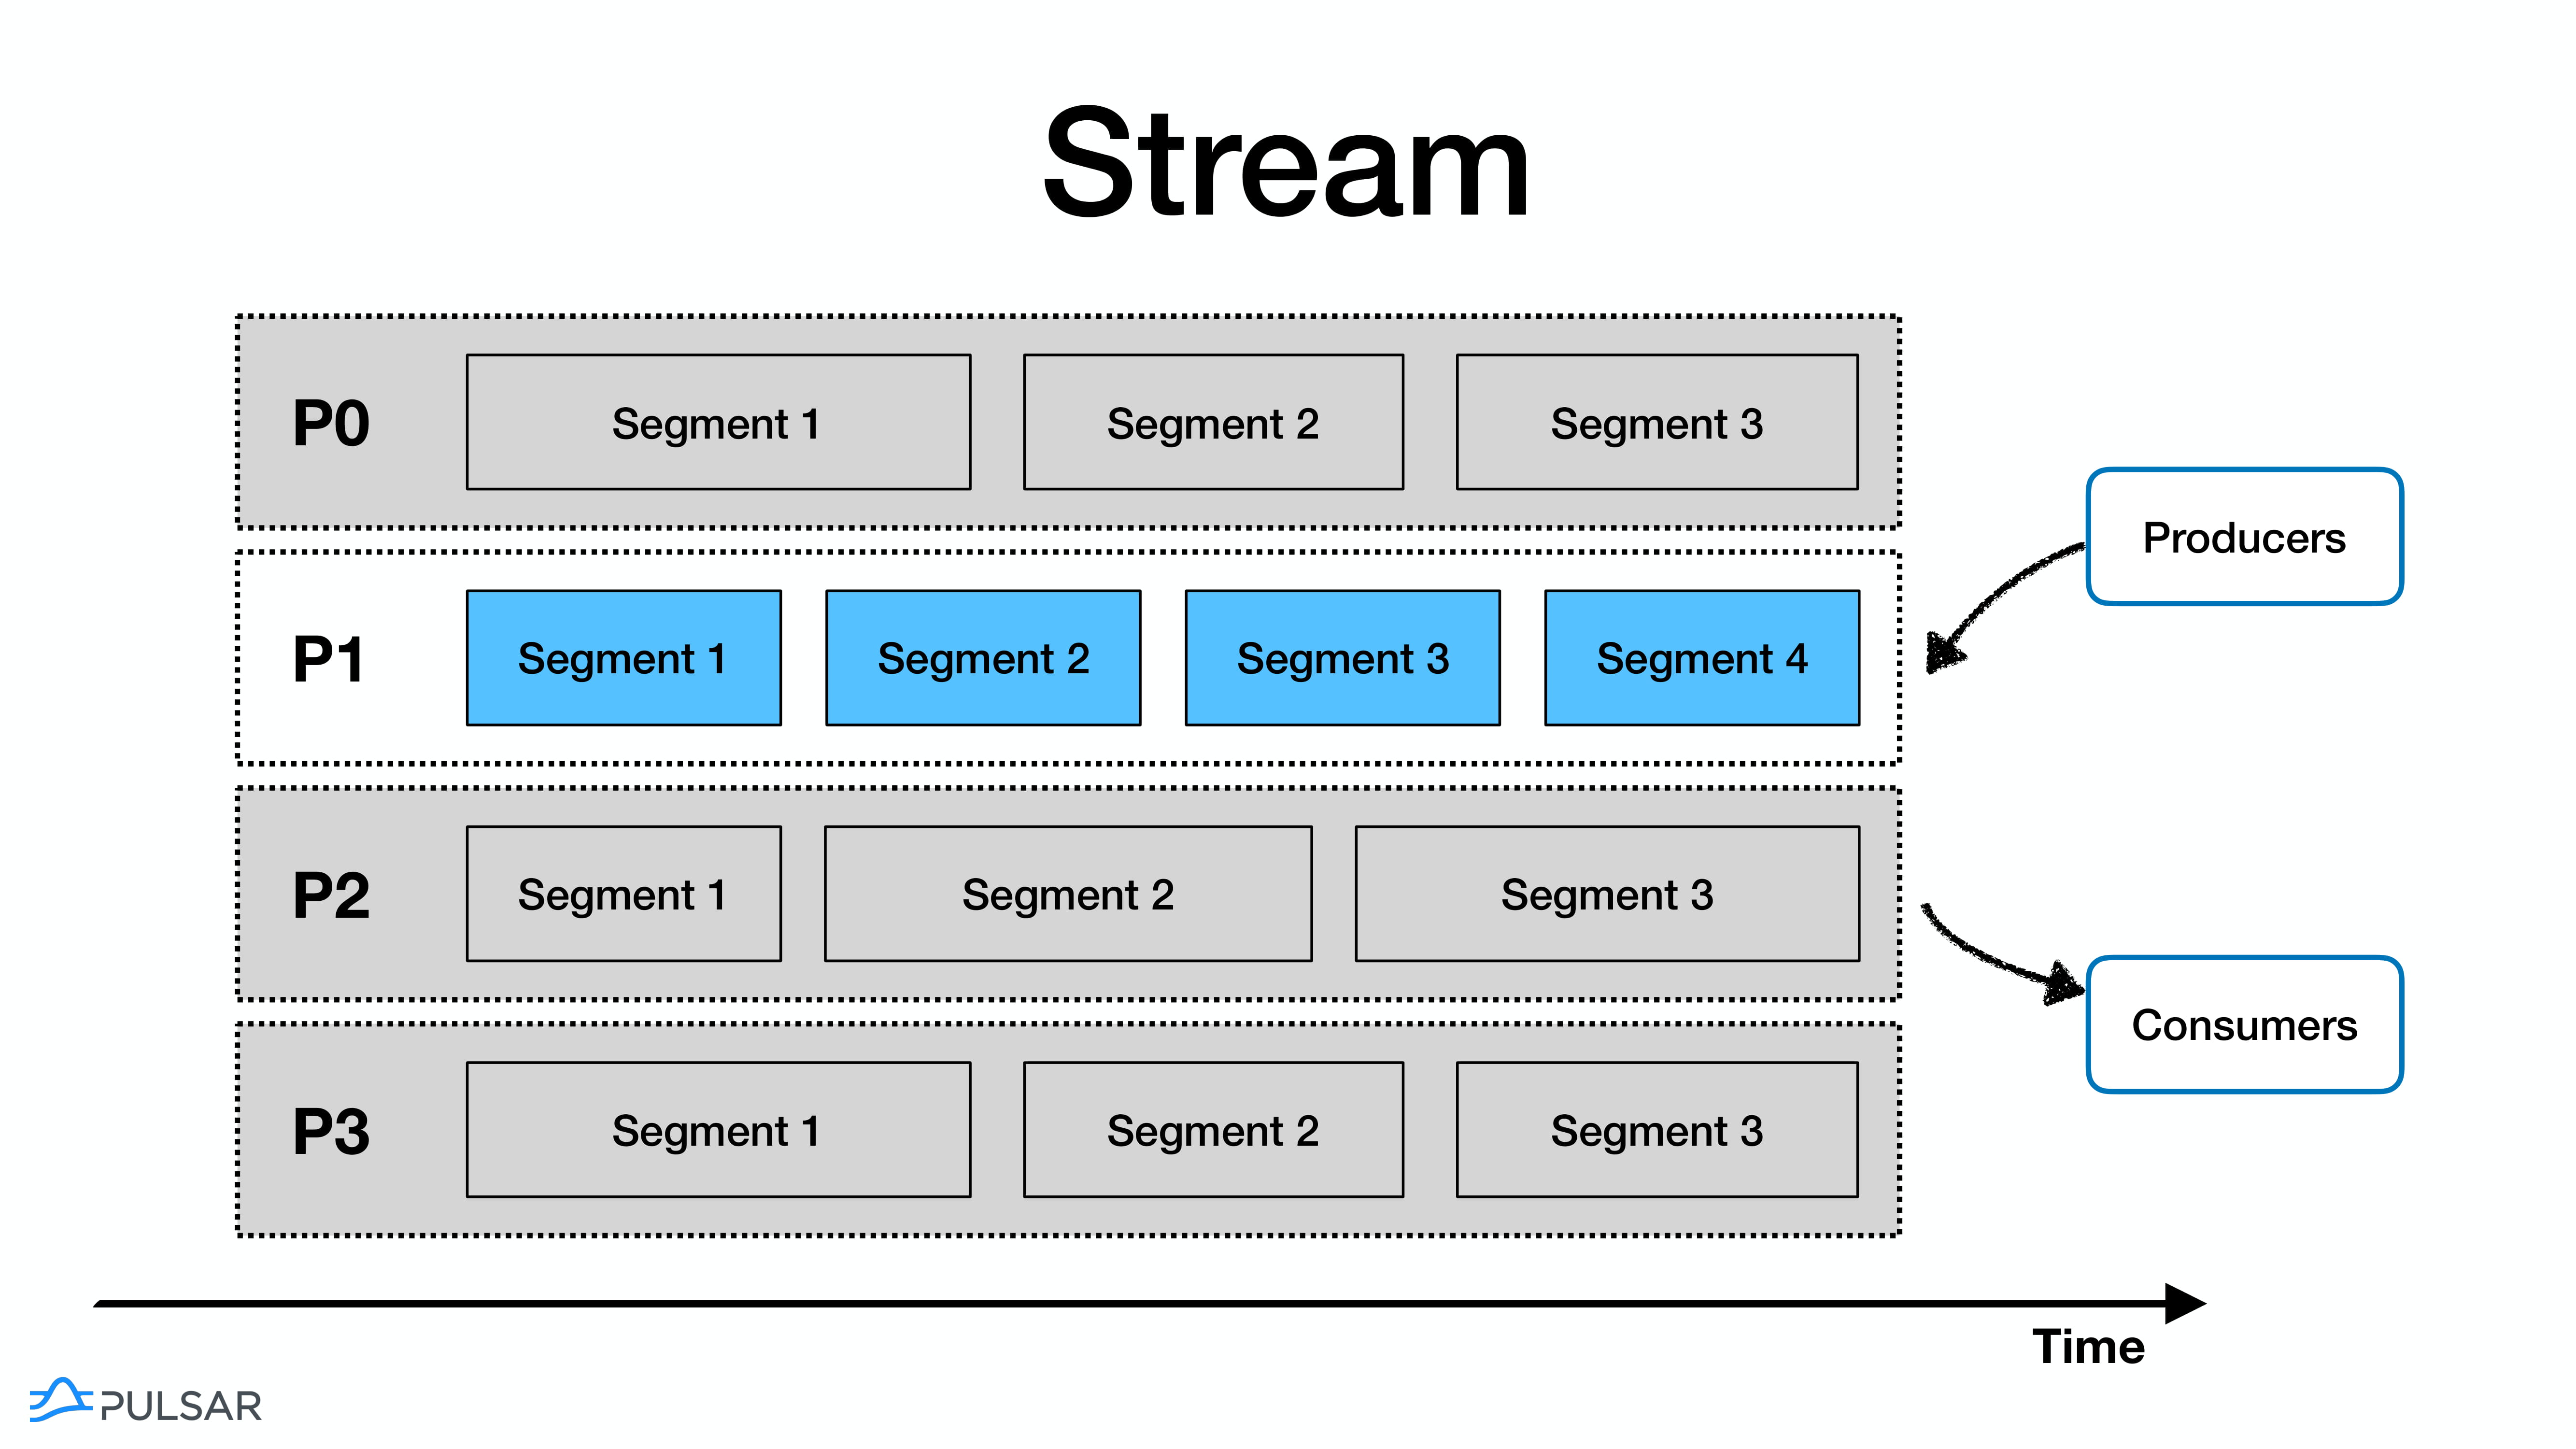 Stream
P0
Segment 1
Segment 2
Segment 3
P1
Segment 1
Segment 2
Segment 3
Segment 4
P2
Segment 1
Segment 2
Segment 3
P3
Segment 1
Segment 2
Segment 3
Producers
Consumers
Time
PULSAR